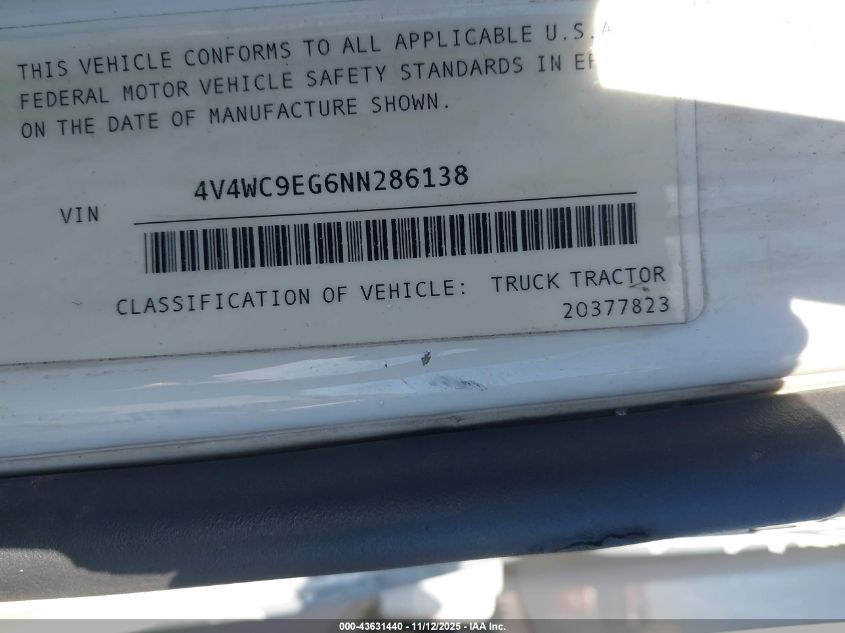 THIS VEHICLE CONFORMS TO ALL APPLICABLE U.S.A
FEDERAL MOTOR VEHICLE SAFETY STANDARDS IN
ON THE DATE OF MANUFACTURE SHOWN.
4V4WC9EG6NN286138
VIN
CLASSIFICATION OF VEHICLE: TRUCK TRACTOR
20377823
000-43631440 - 11/12/2025 - IAA Inc.